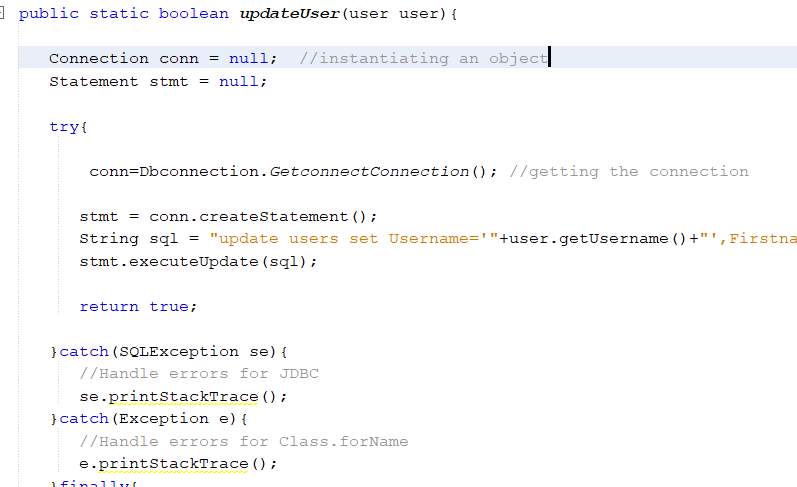 public static boolean updateUser(user user){
Connection conn = null;  //instantiating an object
Statement stmt = null;
try{
conn=Dbconnection.GetconnectConnection(); //getting the connection
stmt = conn.createStatement();
String sql = "update users set Username='"+user.getUsername()+"',Firstna
stmt.executeUpdate(sql);
return true;
}catch(SQLException se){
//Handle errors for JDBC
se.printStackTrace();
}catch(Exception e){
//Handle errors for Class.forName
e.printStackTrace();
}finally{